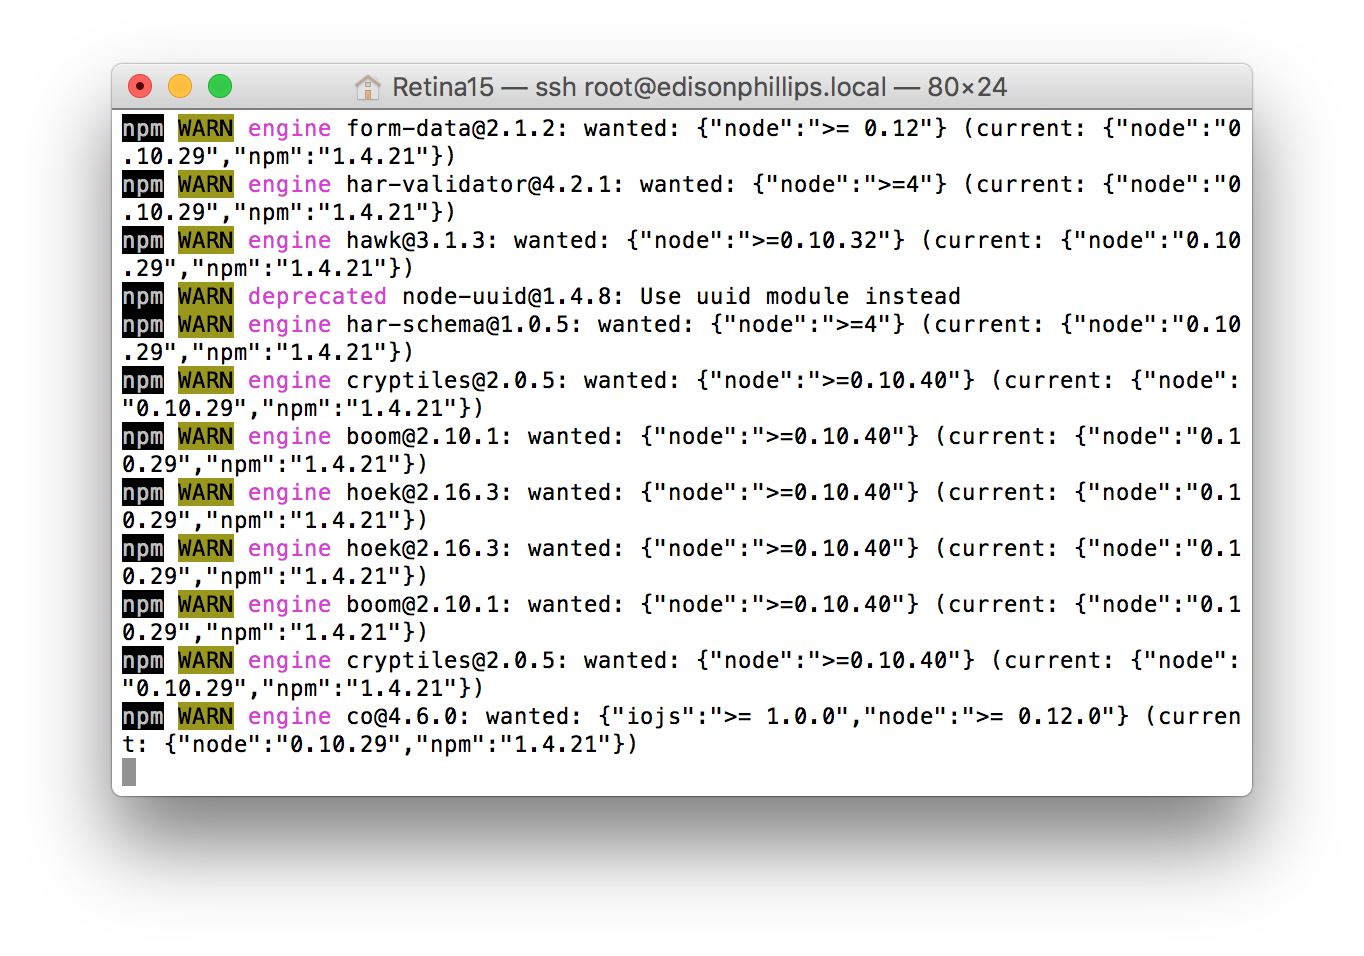 Retina15 — ssh root@edisonphillips.local — 80×24
npm WARN engine form-data@2.1.2: wanted: {"node":">= 0.12"} (current: {"node":"0
.10.29","npm":"1.4.21"})
npm WARN engine har-validator@4.2.1: wanted: {"node":">=4"} (current: {"node":"0
.10.29","npm":"1.4.21"})
npm WARN engine hawk@3.1.3: wanted: {"node":">=0.10.32"} (current: {"node":"0.10
.29","npm":"1.4.21"})
npm WARN deprecated node-uuid@1.4.8: Use uuid module instead
npm WARN engine har-schema@1.0.5: wanted: {"node":">=4"} (current: {"node":"0.10
.29","npm":"1.4.21"})
npm WARN engine cryptiles@2.0.5: wanted: {"node":">=0.10.40"} (current: {"node":
"0.10.29","npm":"1.4.21"})
npm WARN engine boom@2.10.1: wanted: {"node":">=0.10.40"} (current: {"node":"0.1
0.29","npm":"1.4.21"})
npm WARN engine hoek@2.16.3: wanted: {"node":">=0.10.40"} (current: {"node":"0.1
0.29","npm":"1.4.21"})
npm WARN engine hoek@2.16.3: wanted: {"node":">=0.10.40"} (current: {"node":"0.1
0.29","npm":"1.4.21"})
npm WARN engine boom@2.10.1: wanted: {"node":">=0.10.40"} (current: {"node":"0.1
0.29","npm":"1.4.21"})
npm WARN engine cryptiles@2.0.5: wanted: {"node":">=0.10.40"} (current: {"node":
"0.10.29","npm":"1.4.21"})
npm WARN engine co@4.6.0: wanted: {"iojs":">= 1.0.0","node":">= 0.12.0"} (curren
t: {"node":"0.10.29","npm":"1.4.21"})